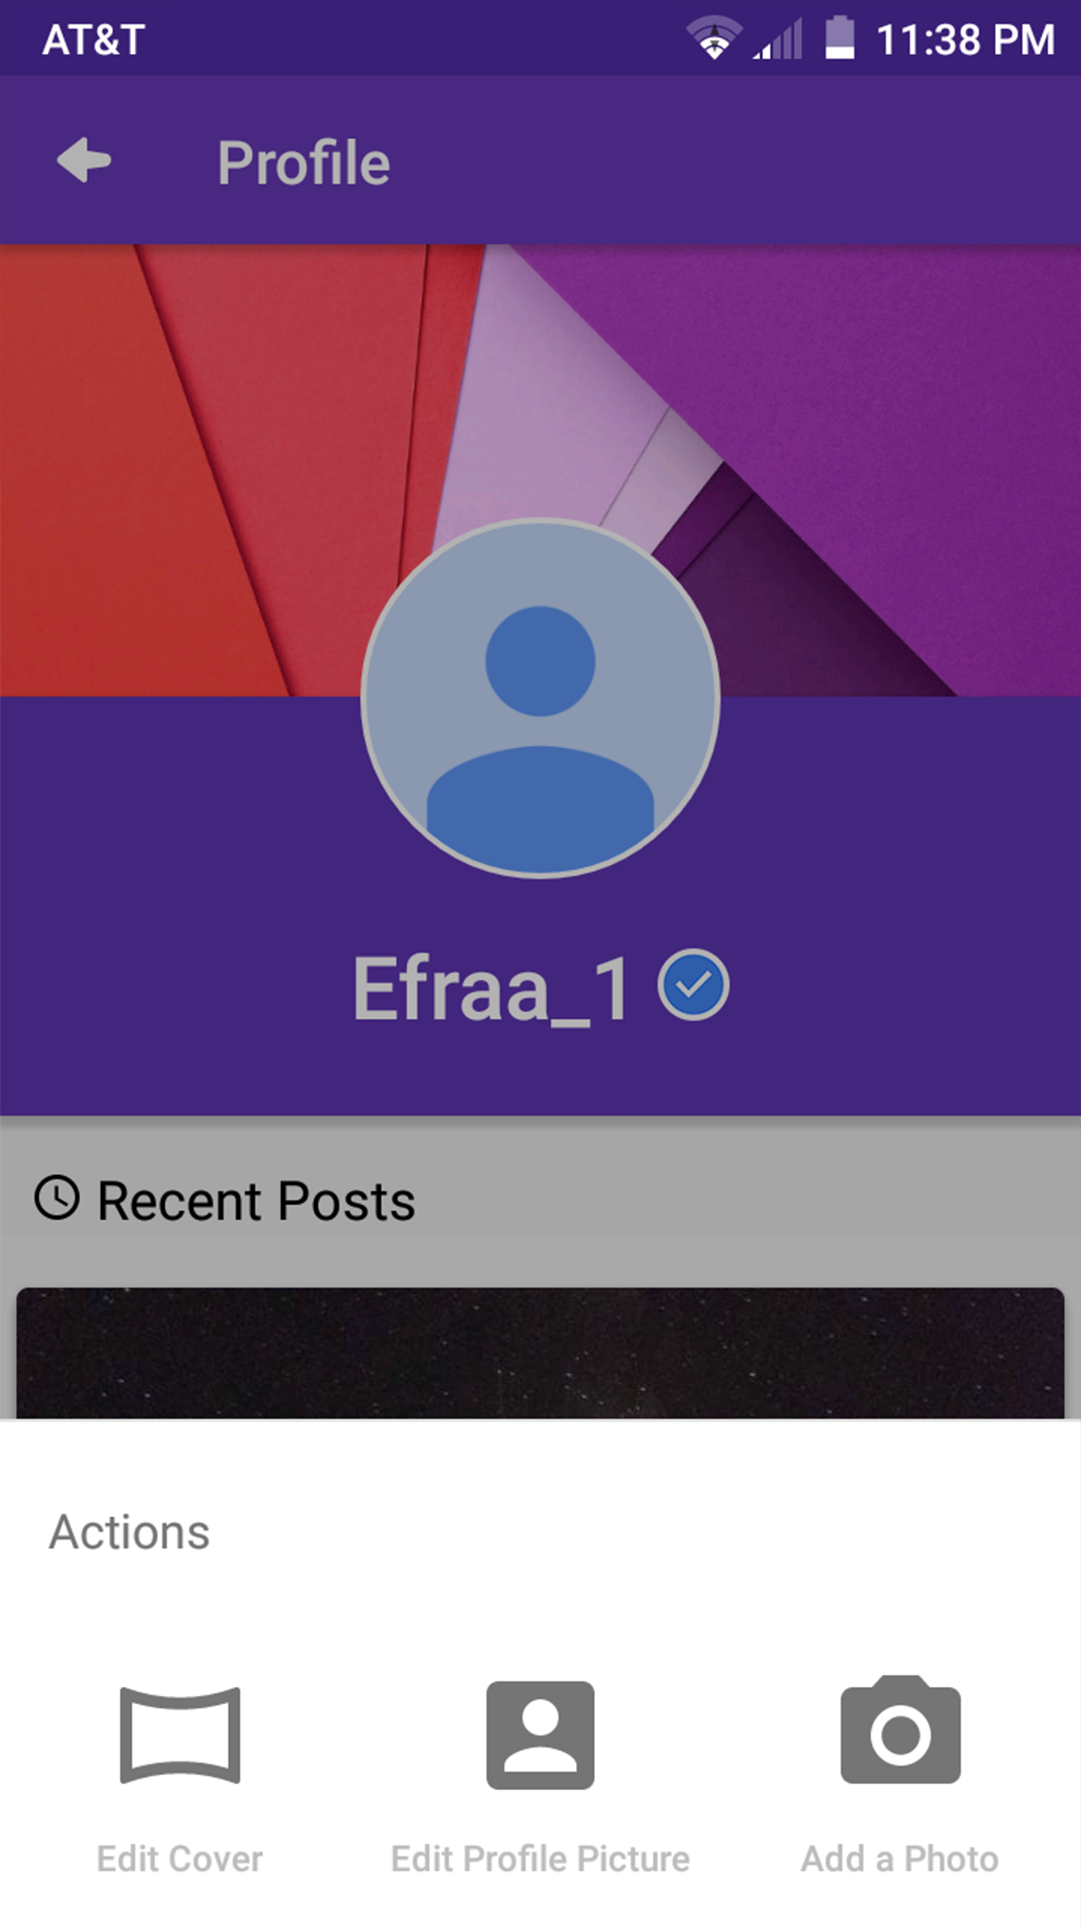 AT&T 11:38 PM
Profile
Efraa_1
Recent Posts
Actions
Edit Cover Edit Profile Picture Add a Photo